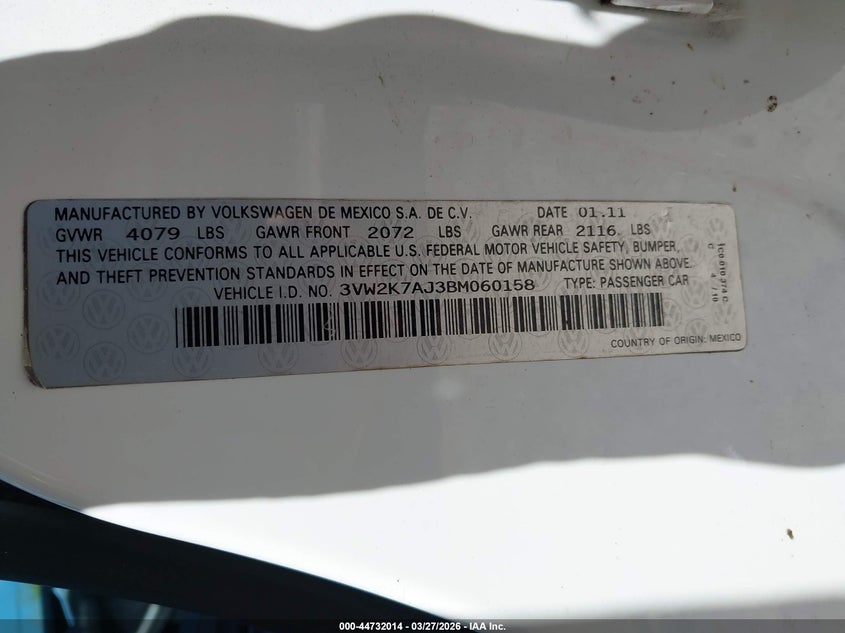 MANUFACTURED BY VOLKSWAGEN DE MEXICO S.A. DE C.V. DATE 01.11
GVWR 4079 LBS GAWR FRONT 2072 LBS GAWR REAR 2116. LBS
THIS VEHICLE CONFORMS TO ALL APPLICABLE U.S. FEDERAL MOTOR VEHICLE SAFETY, BUMPER,
AND THEFT PREVENTION STANDARDS IN EFFECT ON THE DATE OF MANUFACTURE SHOWN ABOVE.
VEHICLE I.D. NO. 3VW2K7AJ3BM060158 TYPE: PASSENGER CAR
COUNTRY OF ORIGIN: MEXICO
1C0010374C
C 4 /10
000-44732014 - 03/27/2026 - IAA Inc.